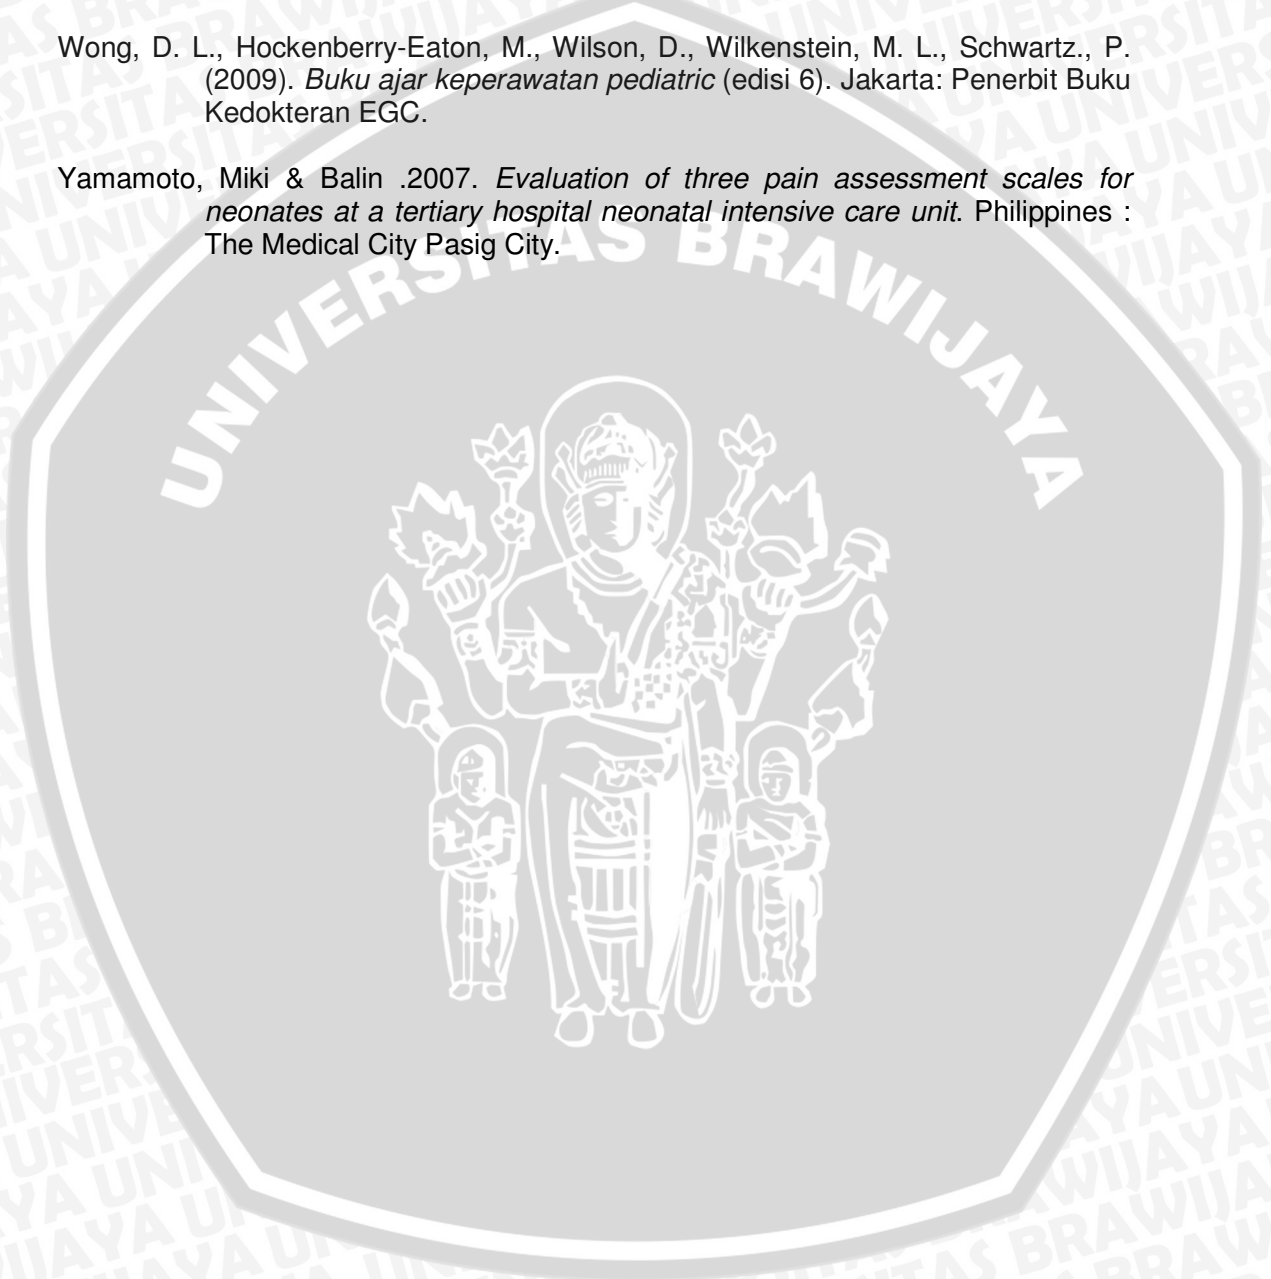 Wong, D. L., Hockenberry-Eaton, M., Wilson, D., Wilkenstein, M. L., Schwartz., P.
(2009). Buku ajar keperawatan pediatric (edisi 6). Jakarta: Penerbit Buku
Kedokteran EGC.
Yamamoto, Miki & Balin .2007. Evaluation of three pain assessment scales for
neonates at a tertiary hospital neonatal intensive care unit. Philippines :
The Medical City Pasig City.
UNIVERSITAS BRAWIJAYA